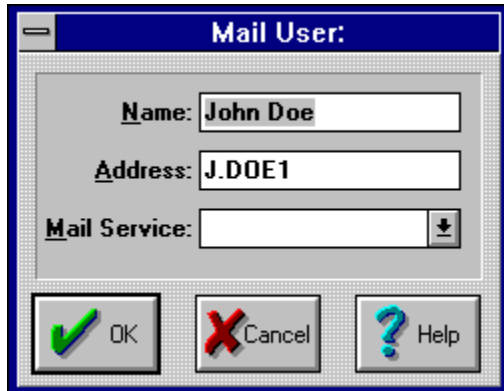 Mail User:
Name: John Doe
Address: J.DOE1
Mail Service:
OK Cancel Help